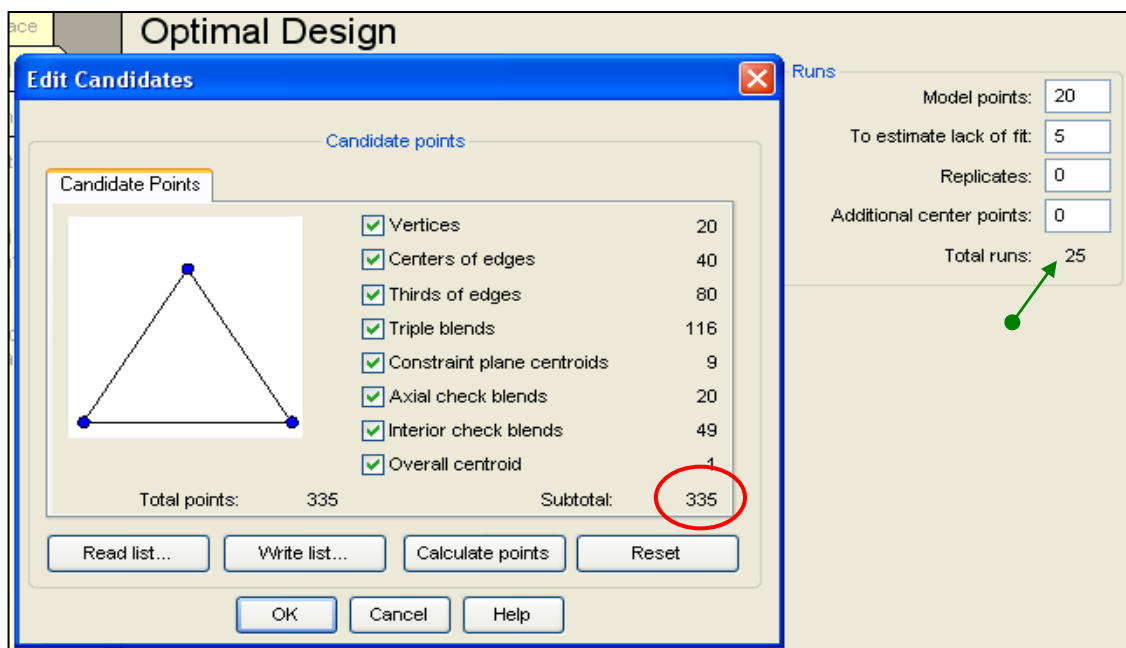 ace
Optimal Design
Edit Candidates
Candidate points
Candidate Points
Vertices 20
Centers of edges 40
Thirds of edges 80
Triple blends 116
Constraint plane centroids 9
Axial check blends 20
Interior check blends 49
Overall centroid 1
Total points: 335 Subtotal: 335
Read list... Write list... Calculate points Reset
OK Cancel Help
Runs
Model points: 20
To estimate lack of fit: 5
Replicates: 0
Additional center points: 0
Total runs: 25